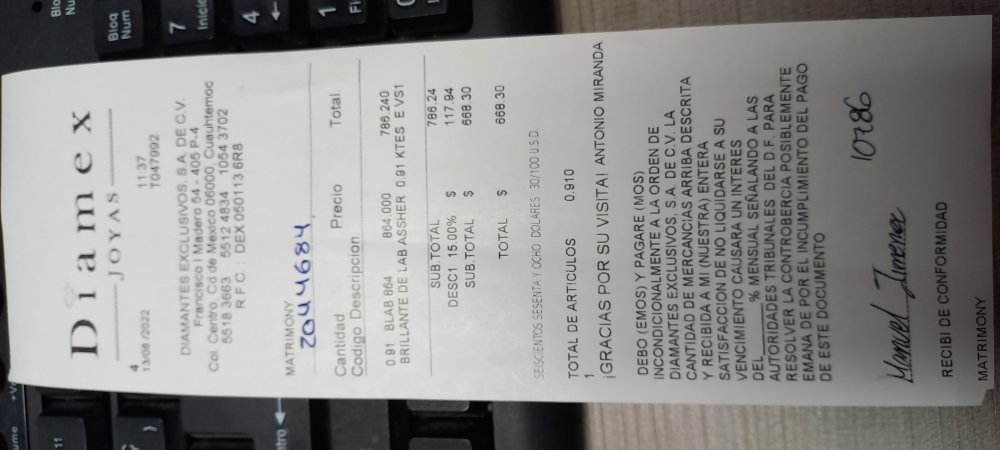 Diamex
JOYAS
4
13/06/2022 11:37
T047992
DIAMANTES EXCLUSIVOS, S.A. DE C.V.
Francisco I Madero 54 - 405 P-4
Col. Centro, Cd de Mexico 06000, Cuauhtemoc
5518 3663 5512 4834 1054 3702
R.F.C. : DEX 050113 6R8
MATRIMONY
2044684
Cantidad Precio Total
Codigo Descripcion
0.91 BLAB 864 864.000 786.240
BRILLANTE DE LAB ASSHER 0.91 KTES E VS1
SUB.TOTAL 786.24
DESC1 15.00% $ 117.94
SUB.TOTAL $ 668.30
TOTAL $ 668.30
SEISCIENTOS SESENTA Y OCHO DOLARES 30/100 U.S.D.
TOTAL DE ARTICULOS 0.910
1
¡GRACIAS POR SU VISITA! ANTONIO MIRANDA
DEBO (EMOS) Y PAGARE (MOS)
INCONDICIONALMENTE A LA ORDEN DE
DIAMANTES EXCLUSIVOS, S.A. DE C.V. LA
CANTIDAD DE MERCANCIAS ARRIBA DESCRITA
Y RECIBIDA A MI (NUESTRA) ENTERA
SATISFACCION DE NO LIQUIDARSE A SU
VENCIMIENTO CAUSARA UN INTERES
DEL ______ % MENSUAL SEÑALANDO A LAS
AUTORIDADES TRIBUNALES DEL D.F. PARA
RESOLVER LA CONTROBERCIA POSIBLEMENTE
EMANA DE POR EL INCUMPLIMIENTO DEL PAGO
DE ESTE DOCUMENTO
10786
Manuel Jimenez
RECIBI DE CONFORMIDAD
MATRIMONY
Bloq
Num
7
Inicio
4
1